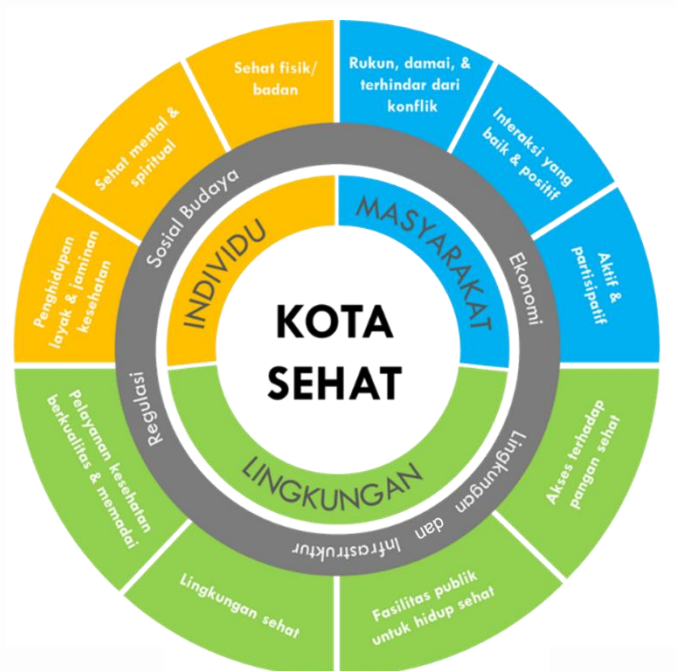 Sehat fisik/
badan
Rukun, damai, &
terhindar dari
konflik
Interaksi yang
baik & positif
Aktif &
partisipatif
Akses terhadap
pangan sehat
Fasilitas publik
untuk hidup sehat
Lingkungan sehat
Pelayanan kesehatan
berkualitas & memadai
Penghidupan
layak & jaminan
kesehatan
Sehat mental &
spiritual
Sosial Budaya
Ekonomi
Lingkungan dan Infrastruktur
Regulasi
INDIVIDU
MASYARAKAT
LINGKUNGAN
KOTA
SEHAT